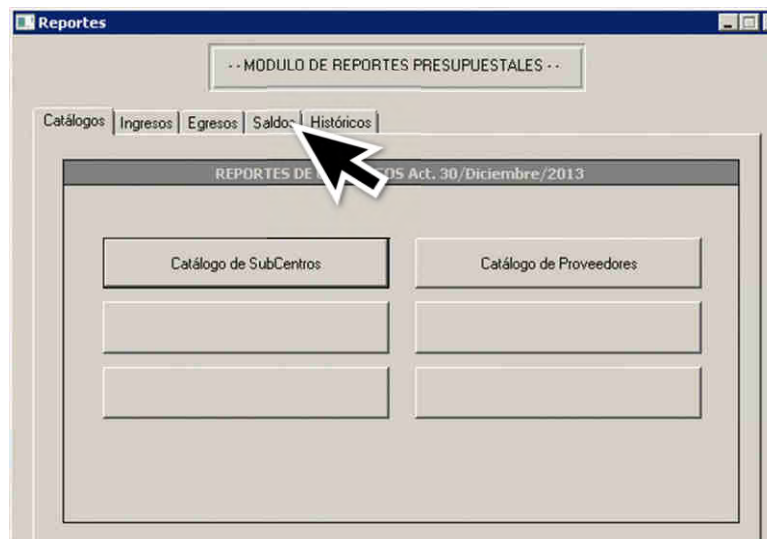 Reportes
- - MODULO DE REPORTES PRESUPUESTALES - -
Catálogos Ingresos Egresos Saldos Históricos
REPORTES DE Act. 30/Diciembre/2013
Catálogo de SubCentros Catálogo de Proveedores